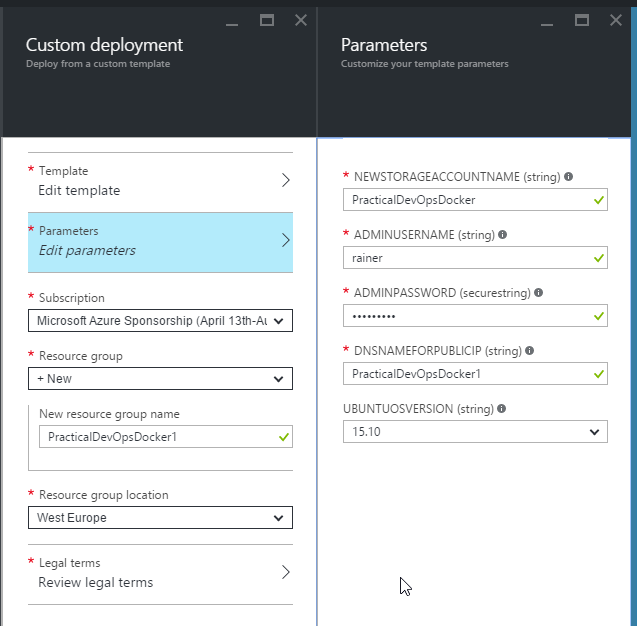 Custom deployment
Deploy from a custom template
* Template
Edit template
* Parameters
Edit parameters
* Subscription
Microsoft Azure Sponsorship (April 13th-Au
* Resource group
+ New
New resource group name
PracticalDevOpsDocker1
* Resource group location
West Europe
* Legal terms
Review legal terms
Parameters
Customize your template parameters
* NEWSTORAGEACCOUNTNAME (string)
PracticalDevOpsDocker
* ADMINUSERNAME (string)
rainer
* ADMINPASSWORD (securestring)
•••••••••
* DNSNAMEFORPUBLICIP (string)
PracticalDevOpsDocker1
UBUNTUOSVERSION (string)
15.10